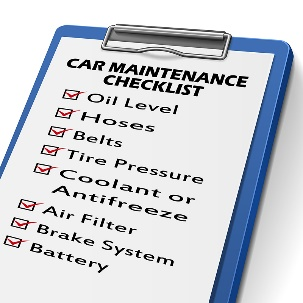 CAR MAINTENANCE
CHECKLIST
Oil Level
Hoses
Belts
Tire Pressure
Coolant or
Antifreeze
Air Filter
Brake System
Battery